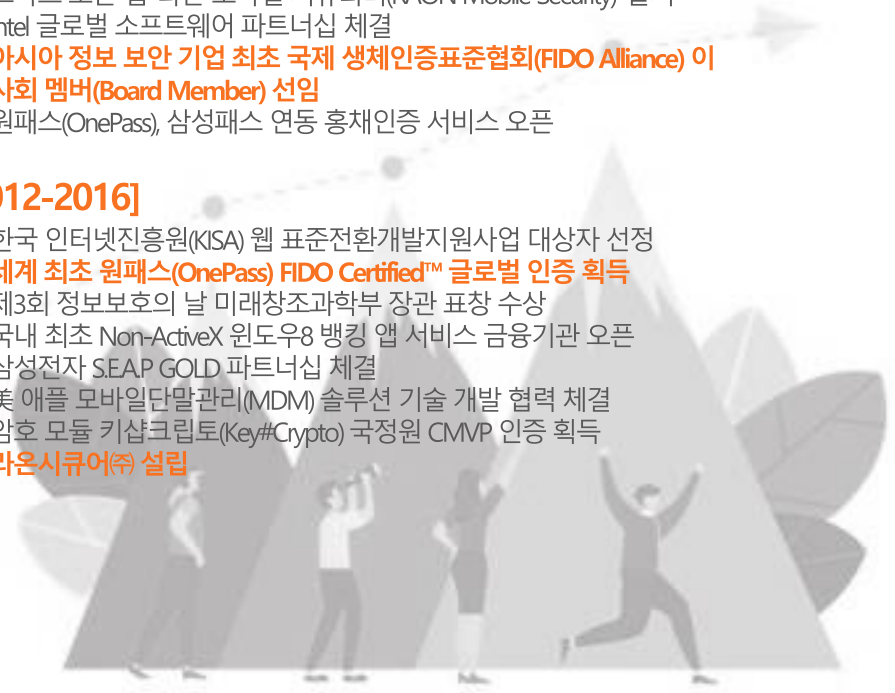 ntel 글로벌 소프트웨어 파트너십 체결
아시아 정보 보안 기업 최초 국제 생체인증표준협회(FIDO Alliance) 이
사회 멤버(Board Member) 선임
원패스(OnePass), 삼성패스 연동 홍채인증 서비스 오픈
012-2016]
한국 인터넷진흥원(KISA) 웹 표준전환개발지원사업 대상자 선정
세계 최초 원패스(OnePass) FIDO Certified™ 글로벌 인증 획득
제3회 정보보호의 날 미래창조과학부 장관 표창 수상
국내 최초 Non-ActiveX 윈도우8 뱅킹 앱 서비스 금융기관 오픈
삼성전자 S.E.A.P GOLD 파트너십 체결
美 애플 모바일단말관리(MDM) 솔루션 기술 개발 협력 체결
암호 모듈 키샵크립토(Key#Crypto) 국정원 CMVP 인증 획득
라온시큐어㈜ 설립